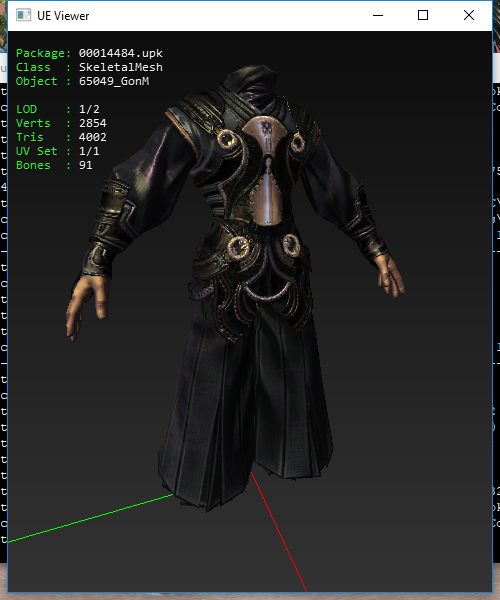 UE Viewer
Package: 00014484.upk
Class  : SkeletalMesh
Object : 65049_GonM
LOD    : 1/2
Verts  : 2854
Tris   : 4002
UV Set : 1/1
Bones  : 91